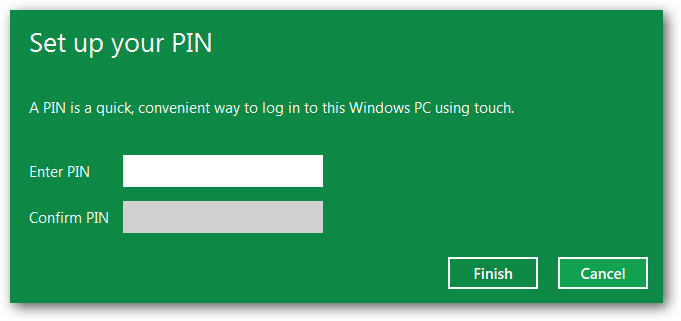 Set up your PIN
A PIN is a quick, convenient way to log in to this Windows PC using touch.
Enter PIN
Confirm PIN
Finish Cancel